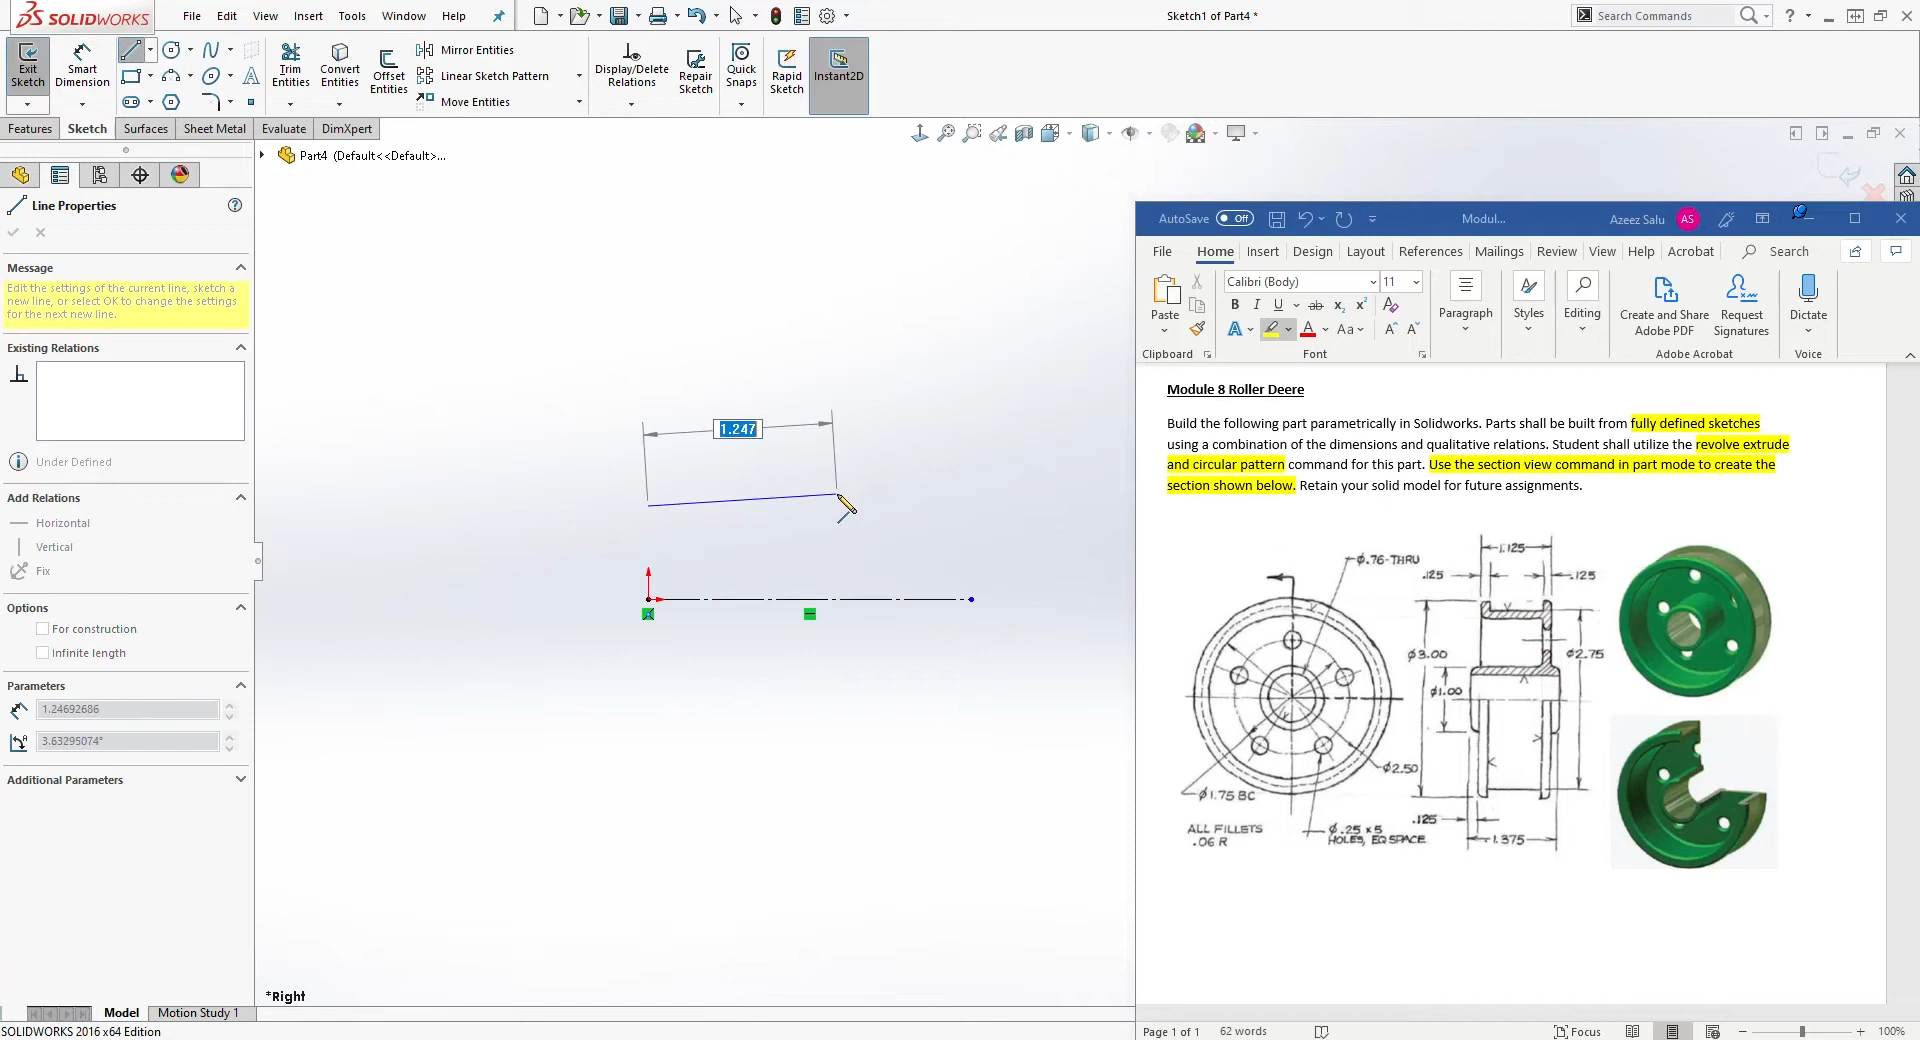 SOLIDWORKS
File Edit View Insert Tools Window Help
Sketch1 of Part4 *
Search Commands
Exit Sketch
Smart Dimension
Trim Entities
Convert Entities
Offset Entities
Mirror Entities
Linear Sketch Pattern
Move Entities
Display/Delete Relations
Repair Sketch
Quick Snaps
Rapid Sketch
Instant2D
Features Sketch Surfaces Sheet Metal Evaluate DimXpert
Part4 (Default<<Default>...
Line Properties
Message
Edit the settings of the current line, sketch a
new line, or select OK to change the settings
for the next new line.
Existing Relations
Under Defined
Add Relations
Horizontal
Vertical
Fix
Options
For construction
Infinite length
Parameters
1.24692686
3.63295074°
Additional Parameters
1.247
*Right
Model Motion Study 1
SOLIDWORKS 2016 x64 Edition
AutoSave Off Modul... Azeez Salu AS
File Home Insert Design Layout References Mailings Review View Help Acrobat Search
Paste
Calibri (Body) 11
Paragraph
Styles
Editing
Create and Share Adobe PDF
Request Signatures
Dictate
Clipboard Font Adobe Acrobat Voice
Module 8 Roller Deere
Build the following part parametrically in Solidworks. Parts shall be built from fully defined sketches
using a combination of the dimensions and qualitative relations. Student shall utilize the revolve extrude
and circular pattern command for this part. Use the section view command in part mode to create the
section shown below. Retain your solid model for future assignments.
1.125
Ø.76-THRU
.125 .125
Ø3.00 Ø2.75
Ø1.00
Ø2.50
Ø1.75 BC
.125
1.375
ALL FILLETS
.06 R
Ø.25 x 5
HOLES, EQ SPACE
Page 1 of 1 62 words Focus 100%